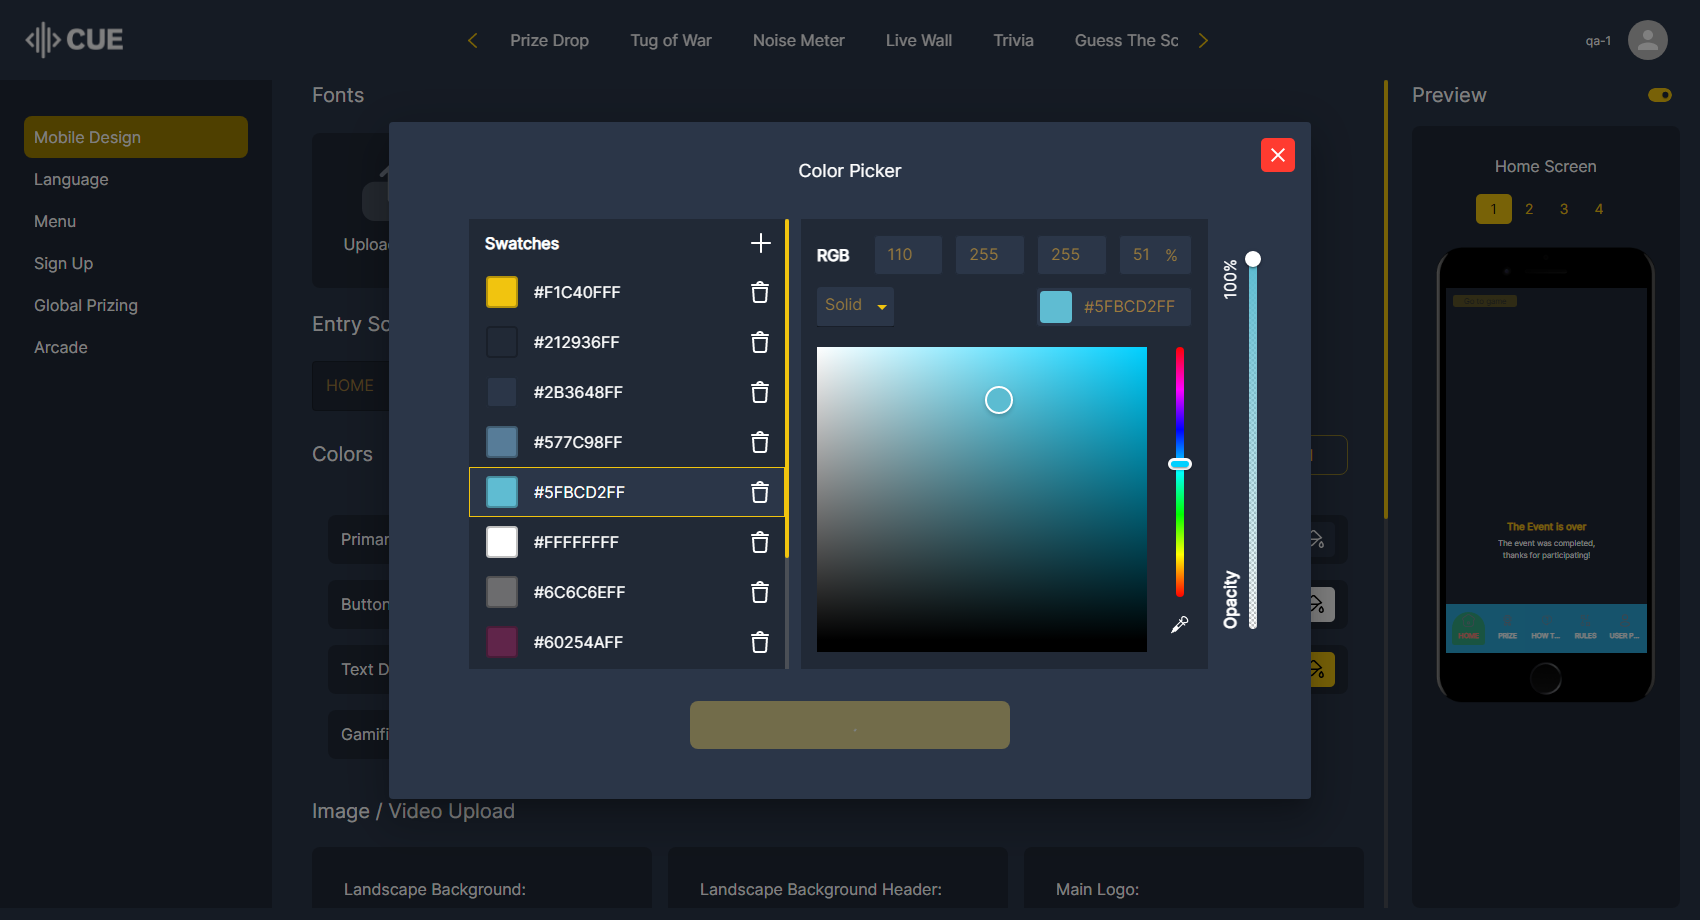 CUE
Prize Drop
Tug of War
Noise Meter
Live Wall
Trivia
Guess The Sc
qa-1
Mobile Design
Language
Menu
Sign Up
Global Prizing
Arcade
Fonts
Uploa
Entry Sc
HOME
Colors
Primar
Button
Text D
Gamifi
Image / Video Upload
Landscape Background:
Landscape Background Header:
Main Logo:
Color Picker
Swatches
#F1C40FFF
#212936FF
#2B3648FF
#577C98FF
#5FBCD2FF
#FFFFFFFF
#6C6C6EFF
#60254AFF
RGB 110 255 255 51 %
Solid
#5FBCD2FF
100%
Opacity
Preview
Home Screen
1 2 3 4
Go to game
The Event is over
The event was completed,
thanks for participating!
HOME PRIZE HOW T... RULES USER P...